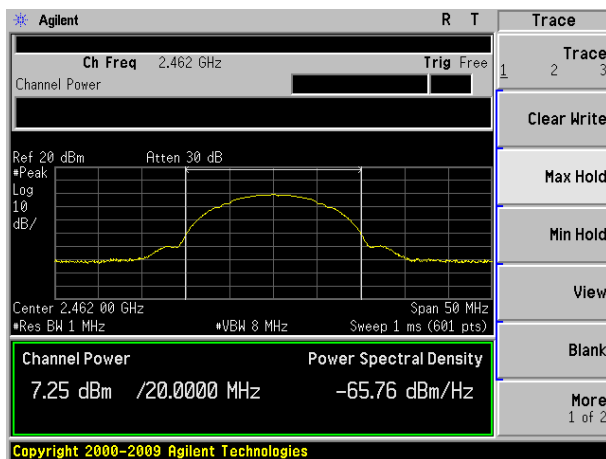 Agilent R T Trace
Ch Freq 2.462 GHz Trig Free
Channel Power
Trace
1 2 3
Clear Write
Max Hold
Min Hold
View
Blank
More
1 of 2
Ref 20 dBm Atten 30 dB
#Peak
Log
10
dB/
Center 2.462 00 GHz Span 50 MHz
#Res BW 1 MHz #VBW 8 MHz Sweep 1 ms (601 pts)
Channel Power Power Spectral Density
7.25 dBm /20.0000 MHz -65.76 dBm/Hz
Copyright 2000-2009 Agilent Technologies